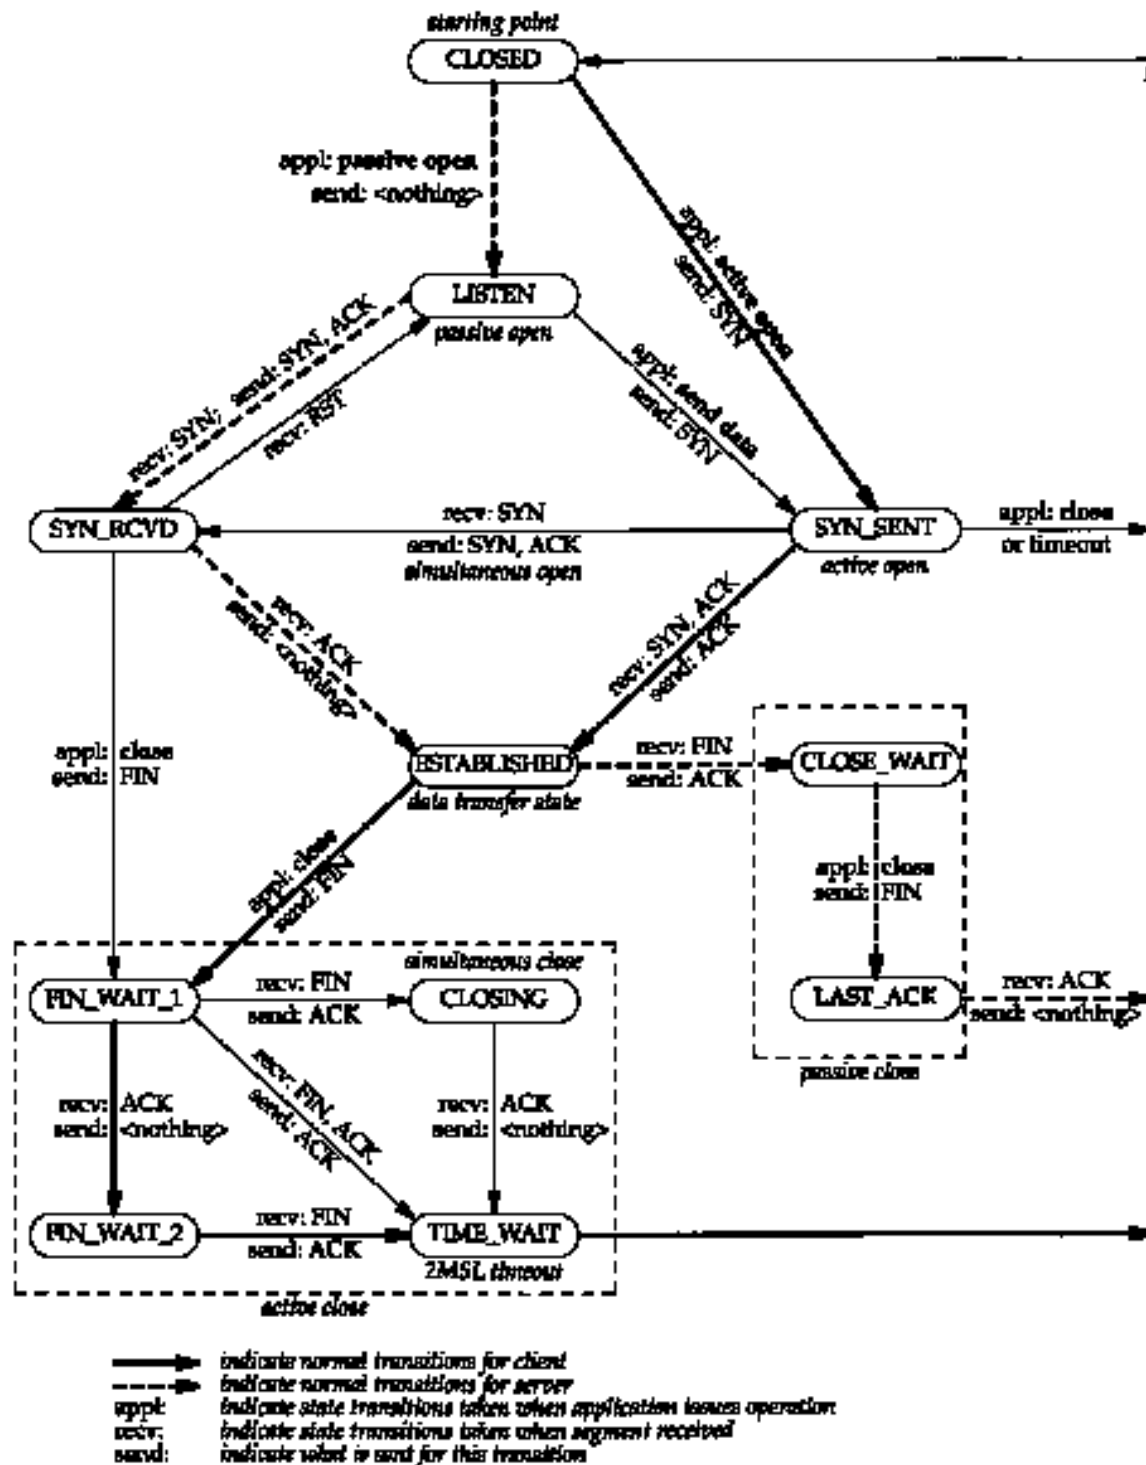 starting point
CLOSED
appl: passive open
send: <nothing>
appl: active open
send: SYN
LISTEN
passive open
recv: SYN; send: SYN, ACK
recv: RST
appl: send data
send: SYN
SYN_RCVD
recv: SYN
send: SYN, ACK
simultaneous open
SYN_SENT
active open
appl: close
or timeout
recv: ACK
send: <nothing>
recv: SYN, ACK
send: ACK
appl: close
send: FIN
ESTABLISHED
data transfer state
recv: FIN
send: ACK
CLOSE_WAIT
appl: close
send: FIN
appl: close
send: FIN
LAST_ACK
recv: ACK
send: <nothing>
passive close
simultaneous close
FIN_WAIT_1
recv: FIN
send: ACK
CLOSING
recv: ACK
send: <nothing>
recv: FIN, ACK
send: ACK
recv: ACK
send: <nothing>
FIN_WAIT_2
recv: FIN
send: ACK
TIME_WAIT
2MSL timeout
active close
indicate normal transitions for client
indicate normal transitions for server
appl: indicate state transitions taken when application issues operation
recv: indicate state transitions taken when segment received
send: indicate what is sent for this transition